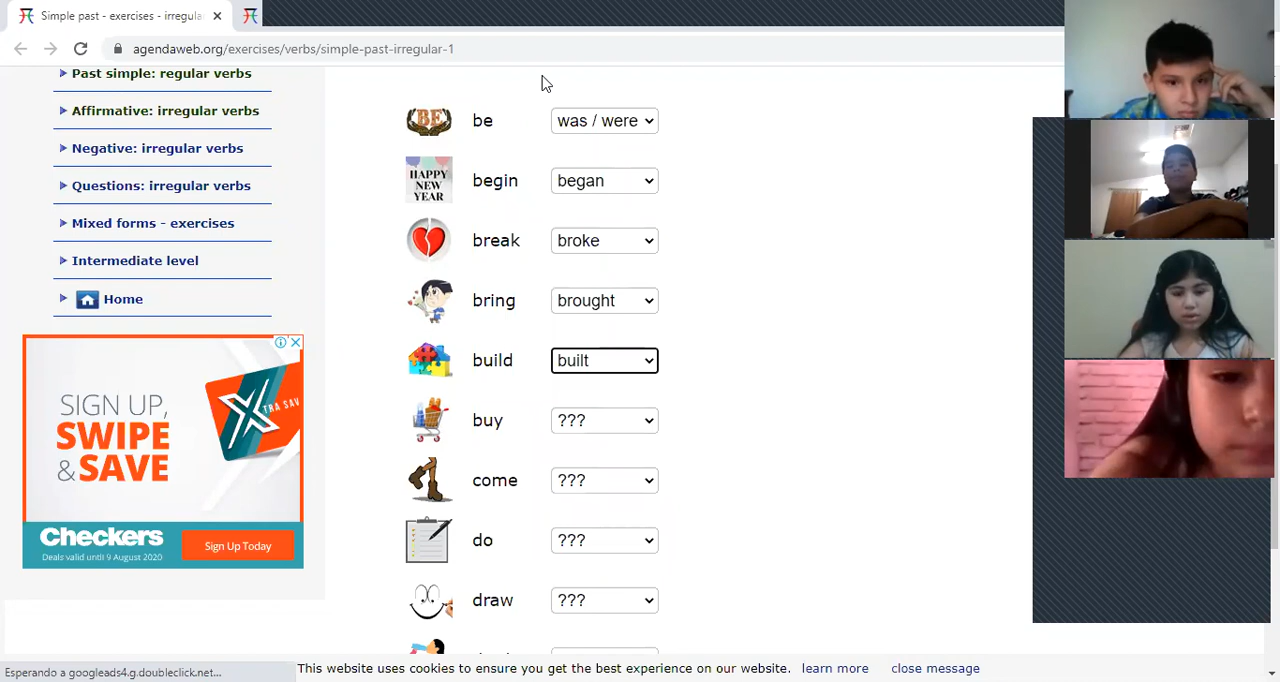 Simple past - exercises - irregula
agendaweb.org/exercises/verbs/simple-past-irregular-1
Past simple: regular verbs
Affirmative: irregular verbs
Negative: irregular verbs
Questions: irregular verbs
Mixed forms - exercises
Intermediate level
Home
SIGN UP,
SWIPE
& SAVE
XTRA SAV
Checkers
Deals valid until 9 August 2020
Sign Up Today
BE
be
was / were
HAPPY
NEW
YEAR
begin
began
break
broke
bring
brought
build
built
buy
???
come
???
do
???
draw
???
Esperando a googleads4.g.doubleclick.net...
This website uses cookies to ensure you get the best experience on our website. learn more close message